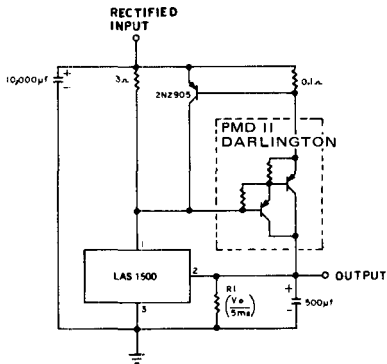 RECTIFIED
INPUT
10,000μf
+
-
3Ω
2N2905
0.1Ω
PMD II
DARLINGTON
1
LAS 1500
2
3
R1
(Vo
5ma)
OUTPUT
+
500μf
-